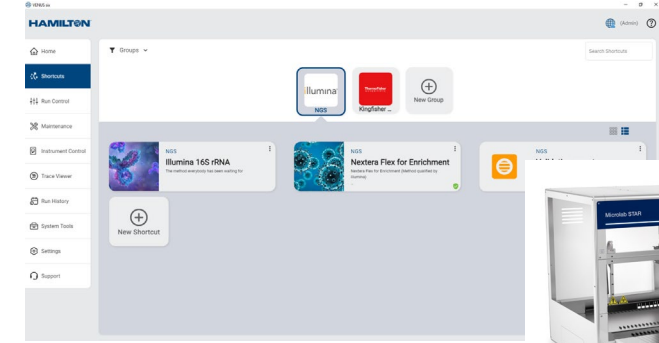 VENUS six
HAMILTON
(Admin)
Home
Groups
Search Shortcuts
Shortcuts
Run Control
illumina
ThermoFisher
New Group
NGS
Kingfisher ...
Maintenance
Instrument Control
NGS
Illumina 16S rRNA
The method everybody has been waiting for
NGS
Nextera Flex for Enrichment
Nextera Flex for Enrichment (Method qualified by Illumina)
NGS
Trace Viewer
Run History
New Shortcut
System Tools
Settings
Support
Microlab STAR